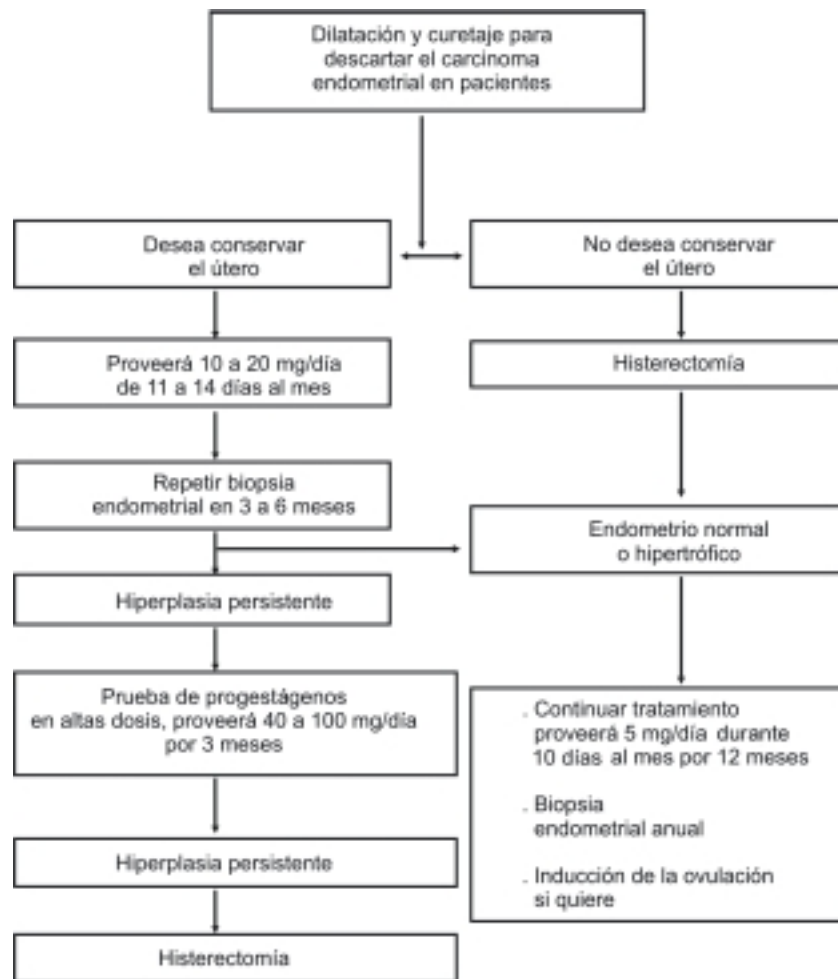 Dilatación y curetaje para
descartar el carcinoma
endometrial en pacientes
Desea conservar
el útero
No desea conservar
el útero
Proveerá 10 a 20 mg/día
de 11 a 14 días al mes
Histerectomía
Repetir biopsia
endometrial en 3 a 6 meses
Endometrio normal
o hipertrófico
Hiperplasia persistente
Prueba de progestágenos
en altas dosis, proveerá 40 a 100 mg/día
por 3 meses
. Continuar tratamiento
proveerá 5 mg/día durante
10 días al mes por 12 meses
. Biopsia
endometrial anual
. Inducción de la ovulación
si quiere
Hiperplasia persistente
Histerectomía